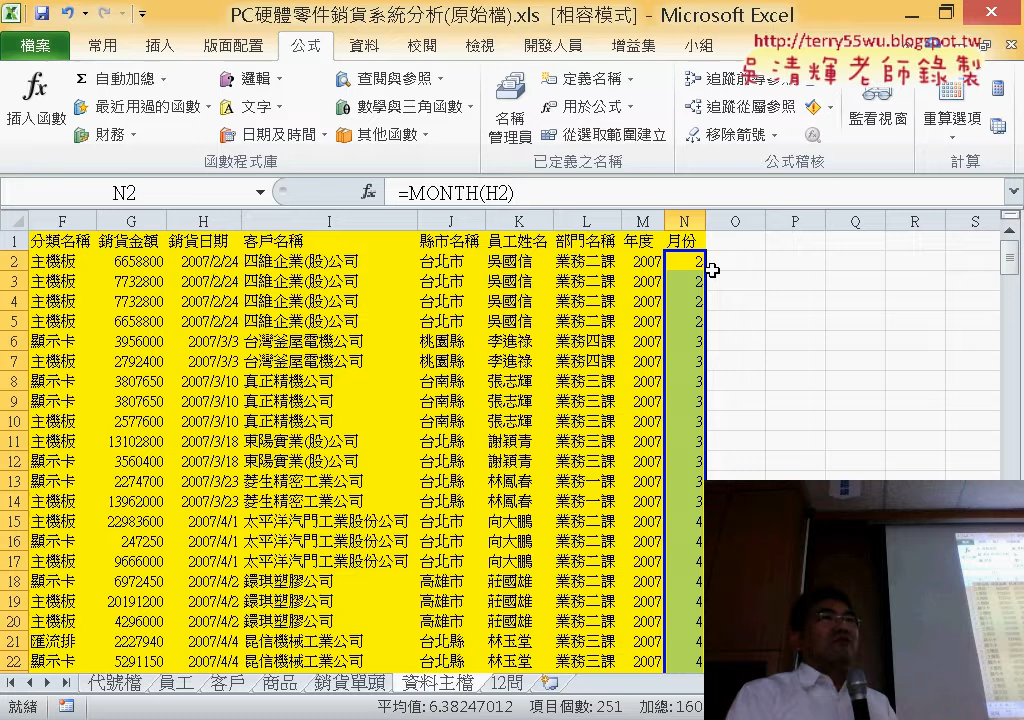 PC硬體零件銷貨系統分析(原始檔).xls [相容模式] - Microsoft Excel
檔案 常用 插入 版面配置 公式 資料 校閱 檢視 開發人員 增益集 小組
http://terry55wu.blogspot.tw
吳清輝老師錄製
fx 插入函數
Σ 自動加總
最近用過的函數
財務
邏輯
文字
日期及時間
查閱與參照
數學與三角函數
其他函數
函數程式庫
名稱管理員
定義名稱
用於公式
從選取範圍建立
已定義之名稱
追蹤從屬參照
移除箭號
監看視窗
公式稽核
重算選項
計算
N2 fx =MONTH(H2)
F G H I J K L M N O P Q R S
1 分類名稱 銷貨金額 銷貨日期 客戶名稱 縣市名稱 員工姓名 部門名稱 年度 月份
2 主機板 6658800 2007/2/24 四維企業(股)公司 台北市 吳國信 業務二課 2007 2
3 主機板 7732800 2007/2/24 四維企業(股)公司 台北市 吳國信 業務二課 2007 2
4 主機板 7732800 2007/2/24 四維企業(股)公司 台北市 吳國信 業務二課 2007 2
5 主機板 6658800 2007/2/24 四維企業(股)公司 台北市 吳國信 業務二課 2007 2
6 顯示卡 3956000 2007/3/3 台灣釜屋電機公司 桃園縣 李進祿 業務四課 2007 3
7 主機板 2792400 2007/3/3 台灣釜屋電機公司 桃園縣 李進祿 業務四課 2007 3
8 顯示卡 3807650 2007/3/10 真正精機公司 台南縣 張志輝 業務三課 2007 3
9 顯示卡 3807650 2007/3/10 真正精機公司 台南縣 張志輝 業務三課 2007 3
10 主機板 2577600 2007/3/10 真正精機公司 台南縣 張志輝 業務三課 2007 3
11 主機板 13102800 2007/3/18 東陽實業(股)公司 台北縣 謝穎青 業務三課 2007 3
12 顯示卡 3560400 2007/3/18 東陽實業(股)公司 台北縣 謝穎青 業務三課 2007 3
13 顯示卡 2274700 2007/3/23 菱生精密工業公司 台北縣 林鳳春 業務一課 2007 3
14 主機板 13962000 2007/3/23 菱生精密工業公司 台北縣 林鳳春 業務一課 2007 3
15 主機板 22983600 2007/4/1 太平洋汽門工業股份公司 台北市 向大鵬 業務二課 2007 4
16 顯示卡 247250 2007/4/1 太平洋汽門工業股份公司 台北市 向大鵬 業務二課 2007 4
17 主機板 9666000 2007/4/1 太平洋汽門工業股份公司 台北市 向大鵬 業務二課 2007 4
18 顯示卡 6972450 2007/4/2 鐶琪塑膠公司 高雄市 莊國雄 業務二課 2007 4
19 主機板 20191200 2007/4/2 鐶琪塑膠公司 高雄市 莊國雄 業務二課 2007 4
20 主機板 4296000 2007/4/2 鐶琪塑膠公司 高雄市 莊國雄 業務二課 2007 4
21 匯流排 2227940 2007/4/4 昆信機械工業公司 台北縣 林玉堂 業務三課 2007 4
22 顯示卡 5291150 2007/4/4 昆信機械工業公司 台北縣 林玉堂 業務三課 2007 4
代號檔 員工 客戶 商品 銷貨單頭 資料主檔 12問
就緒 平均值: 6.38247012 項目個數: 251 加總: 160